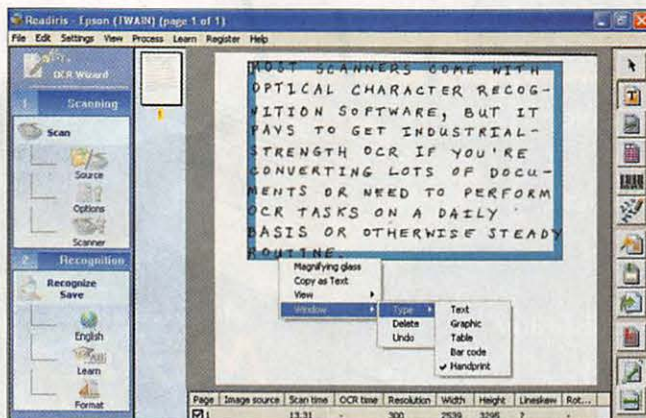 Readiris - Epson (TWAIN) (page 1 of 1)
File Edit Settings View Process Learn Register Help
OCR Wizard
1 Scanning
Scan
Source
Options
Scanner
2 Recognition
Recognize
Save
English
Learn
Format
1
MOST SCANNERS COME WITH
OPTICAL CHARACTER RECOG-
NITION SOFTWARE, BUT IT
PAYS TO GET INDUSTRIAL-
STRENGTH OCR IF YOU'RE
CONVERTING LOTS OF DOCU-
MENTS OR NEED TO PERFORM
OCR TASKS ON A DAILY
BASIS OR OTHERWISE STEADY
ROUTINE.
Magnifying glass
Copy as Text
View
Window
Type
Delete
Undo
Text
Graphic
Table
Bar code
Handprint
Page Image source Scan time OCR time Resolution Width Height Lineskew Rot...
1 13.31 - 300 2539 3295 ?